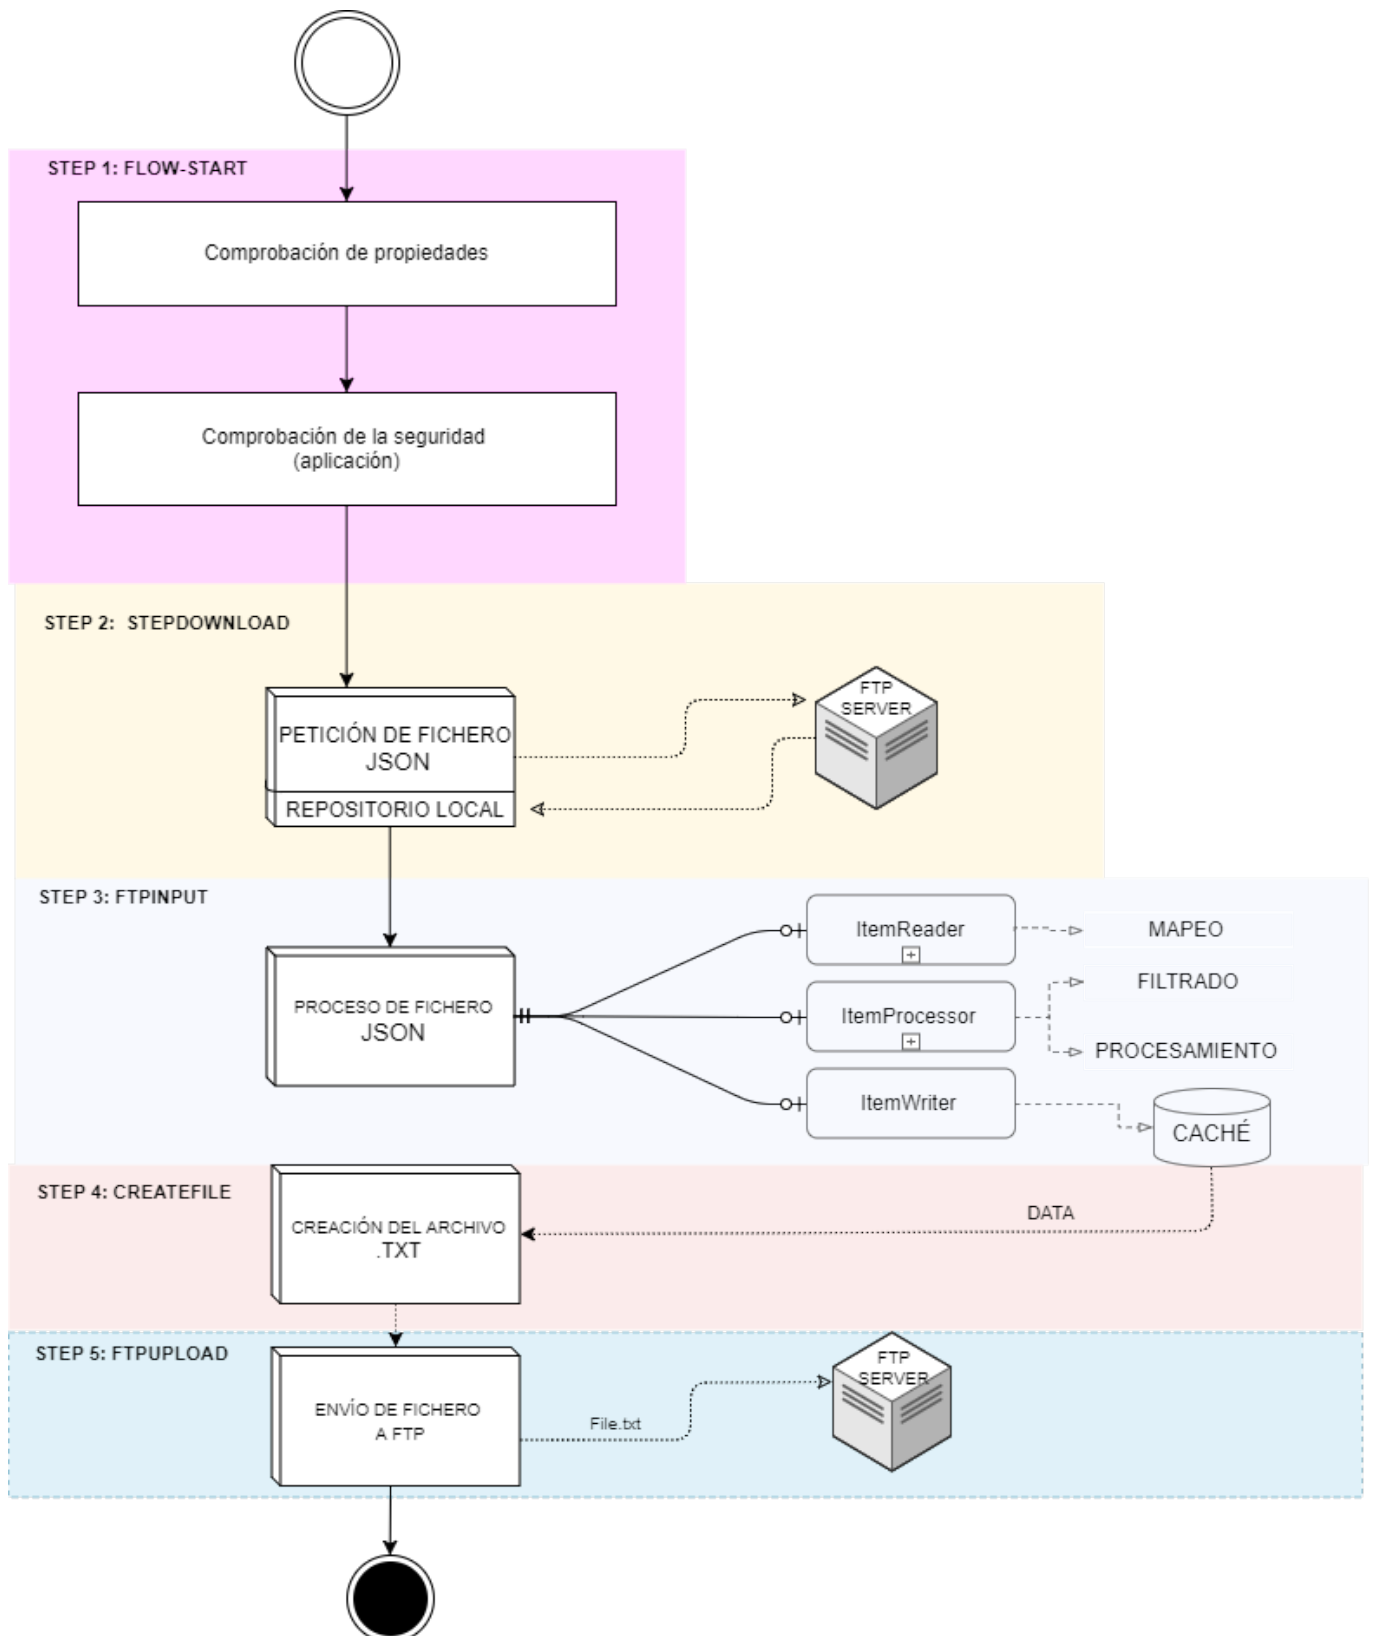 STEP 1: FLOW-START
Comprobación de propiedades
Comprobación de la seguridad
(aplicación)
STEP 2: STEPDOWNLOAD
PETICIÓN DE FICHERO
JSON
REPOSITORIO LOCAL
FTP
SERVER
STEP 3: FTPINPUT
PROCESO DE FICHERO
JSON
ItemReader
MAPEO
ItemProcessor
FILTRADO
PROCESAMIENTO
ItemWriter
CACHÉ
STEP 4: CREATEFILE
CREACIÓN DEL ARCHIVO
.TXT
DATA
STEP 5: FTPUPLOAD
ENVÍO DE FICHERO
A FTP
File.txt
FTP
SERVER